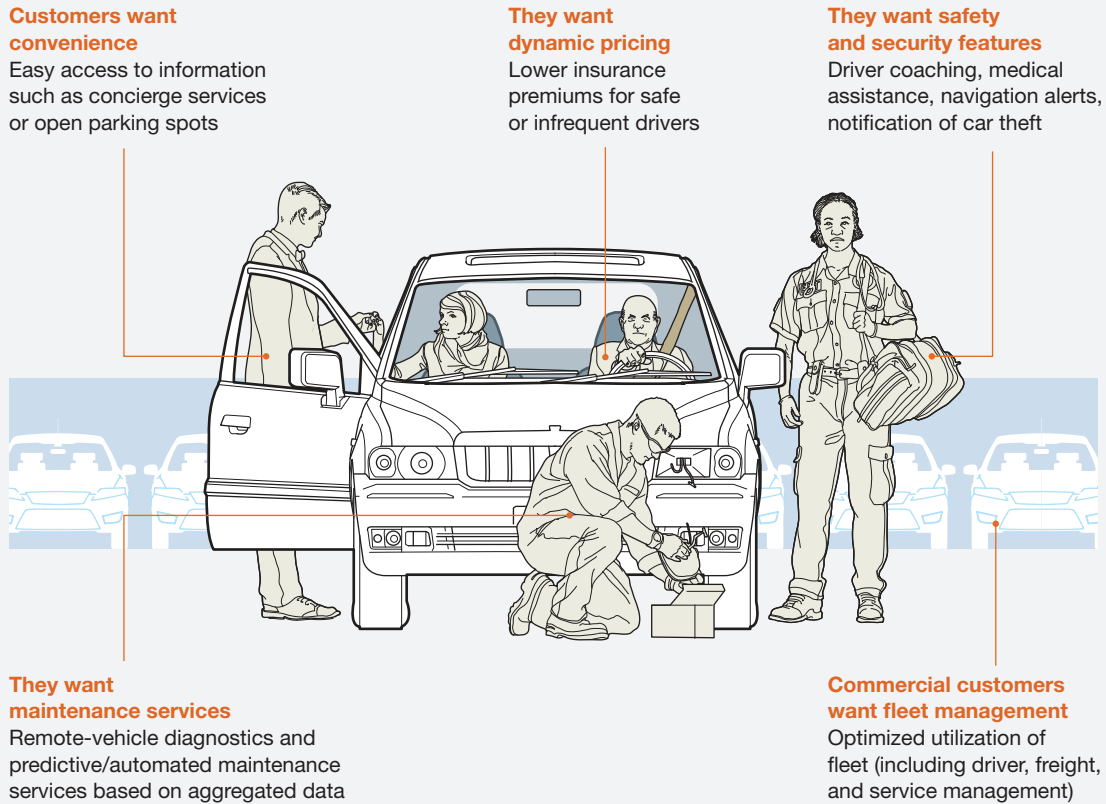 Customers want
convenience
Easy access to information
such as concierge services
or open parking spots
They want
dynamic pricing
Lower insurance
premiums for safe
or infrequent drivers
They want safety
and security features
Driver coaching, medical
assistance, navigation alerts,
notification of car theft
They want
maintenance services
Remote-vehicle diagnostics and
predictive/automated maintenance
services based on aggregated data
Commercial customers
want fleet management
Optimized utilization of
fleet (including driver, freight,
and service management)